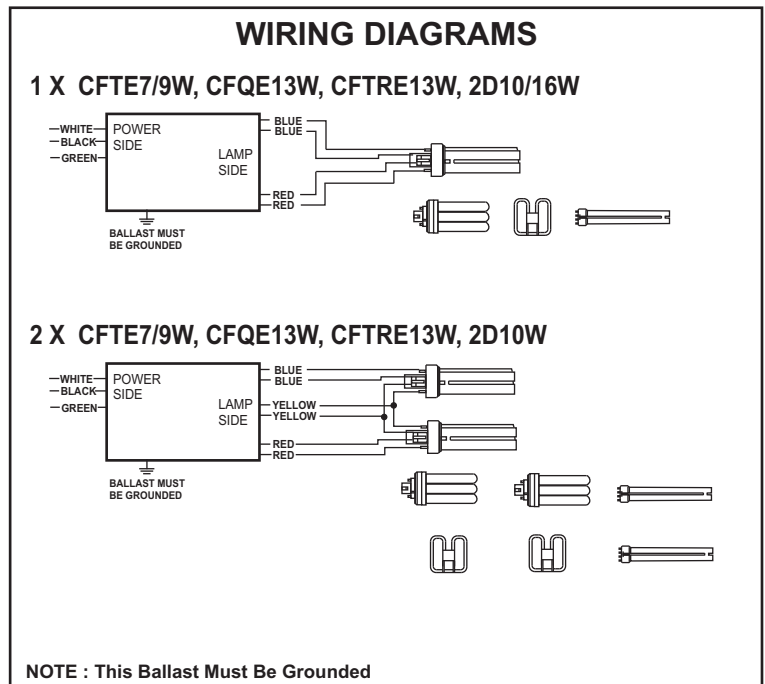 WIRING DIAGRAMS
1 X CFTE7/9W, CFQE13W, CFTRE13W, 2D10/16W
WHITE
BLACK
GREEN
POWER
SIDE
LAMP
SIDE
BLUE
BLUE
RED
RED
BALLAST MUST
BE GROUNDED
2 X CFTE7/9W, CFQE13W, CFTRE13W, 2D10W
WHITE
BLACK
GREEN
POWER
SIDE
LAMP
SIDE
BLUE
BLUE
YELLOW
YELLOW
RED
RED
BALLAST MUST
BE GROUNDED
NOTE : This Ballast Must Be Grounded